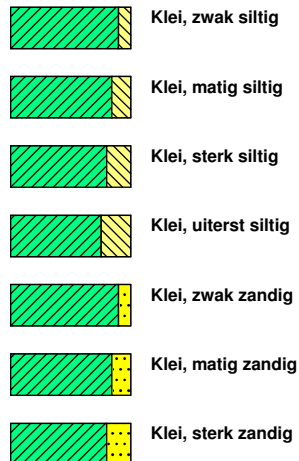 Klei, zwak siltig
Klei, matig siltig
Klei, sterk siltig
Klei, uiterst siltig
Klei, zwak zandig
Klei, matig zandig
Klei, sterk zandig